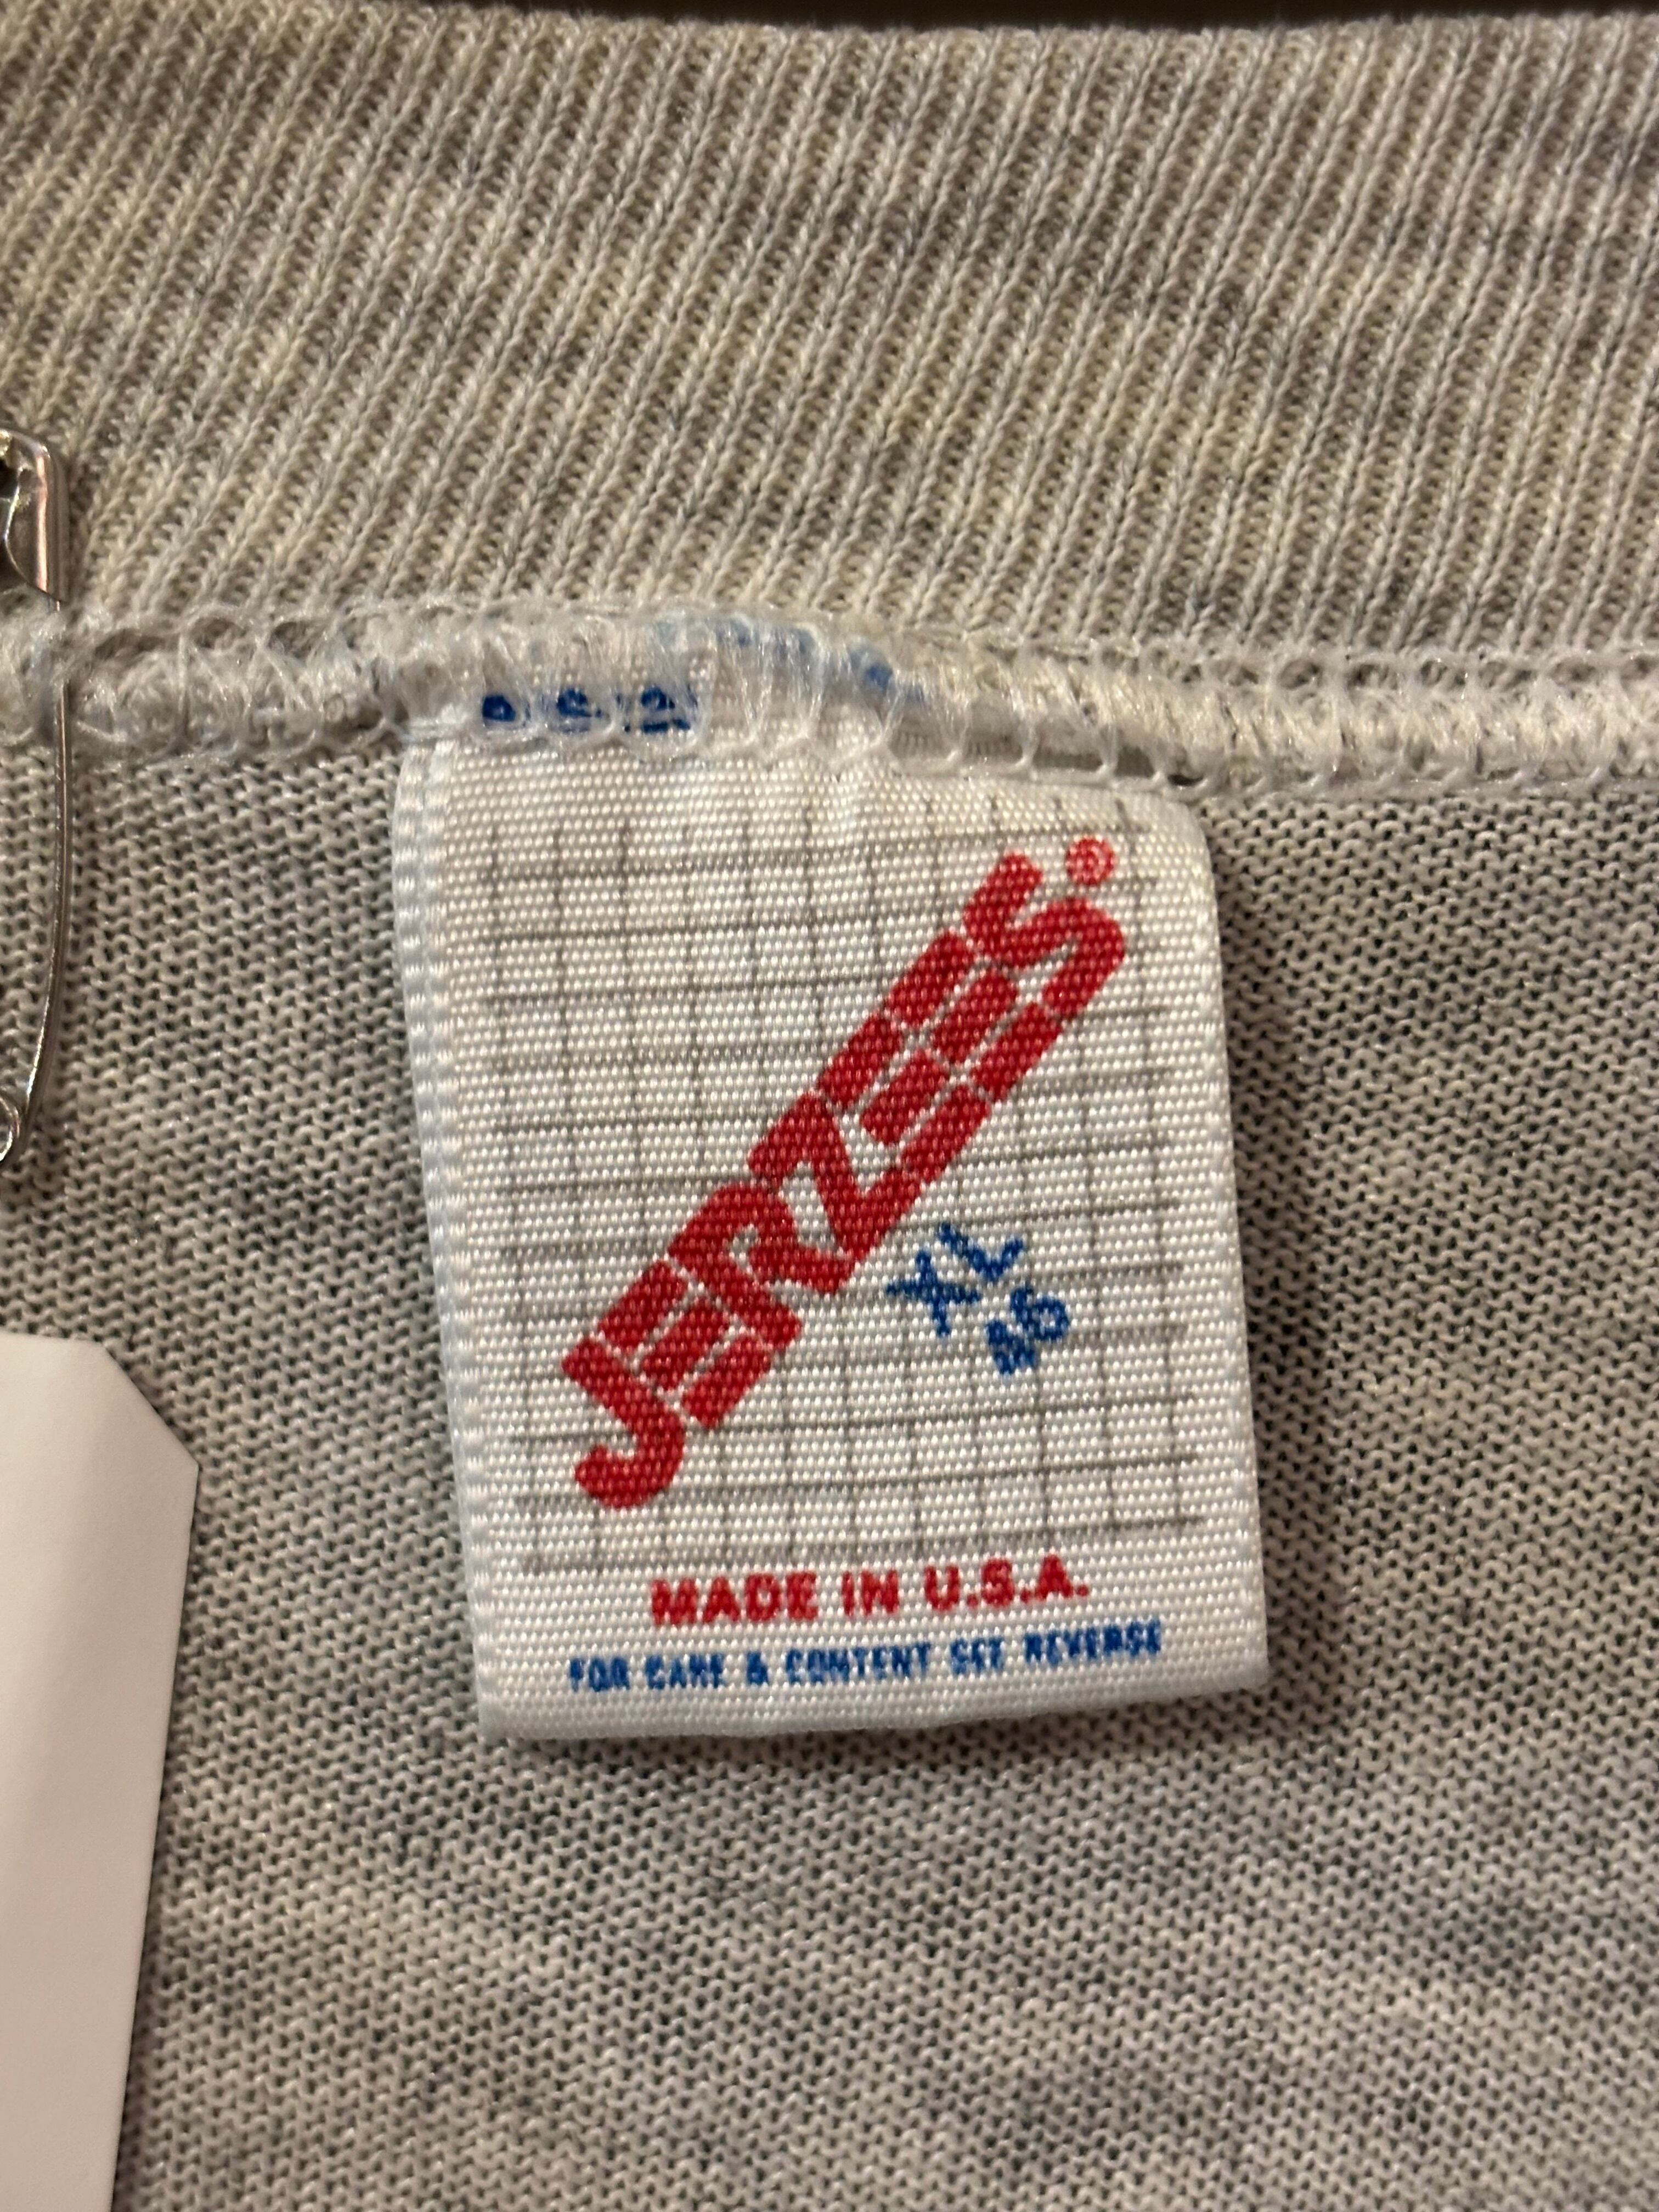 JERZEES®
XL
46
MADE IN U.S.A.
FOR CARE & CONTENT SEE REVERSE